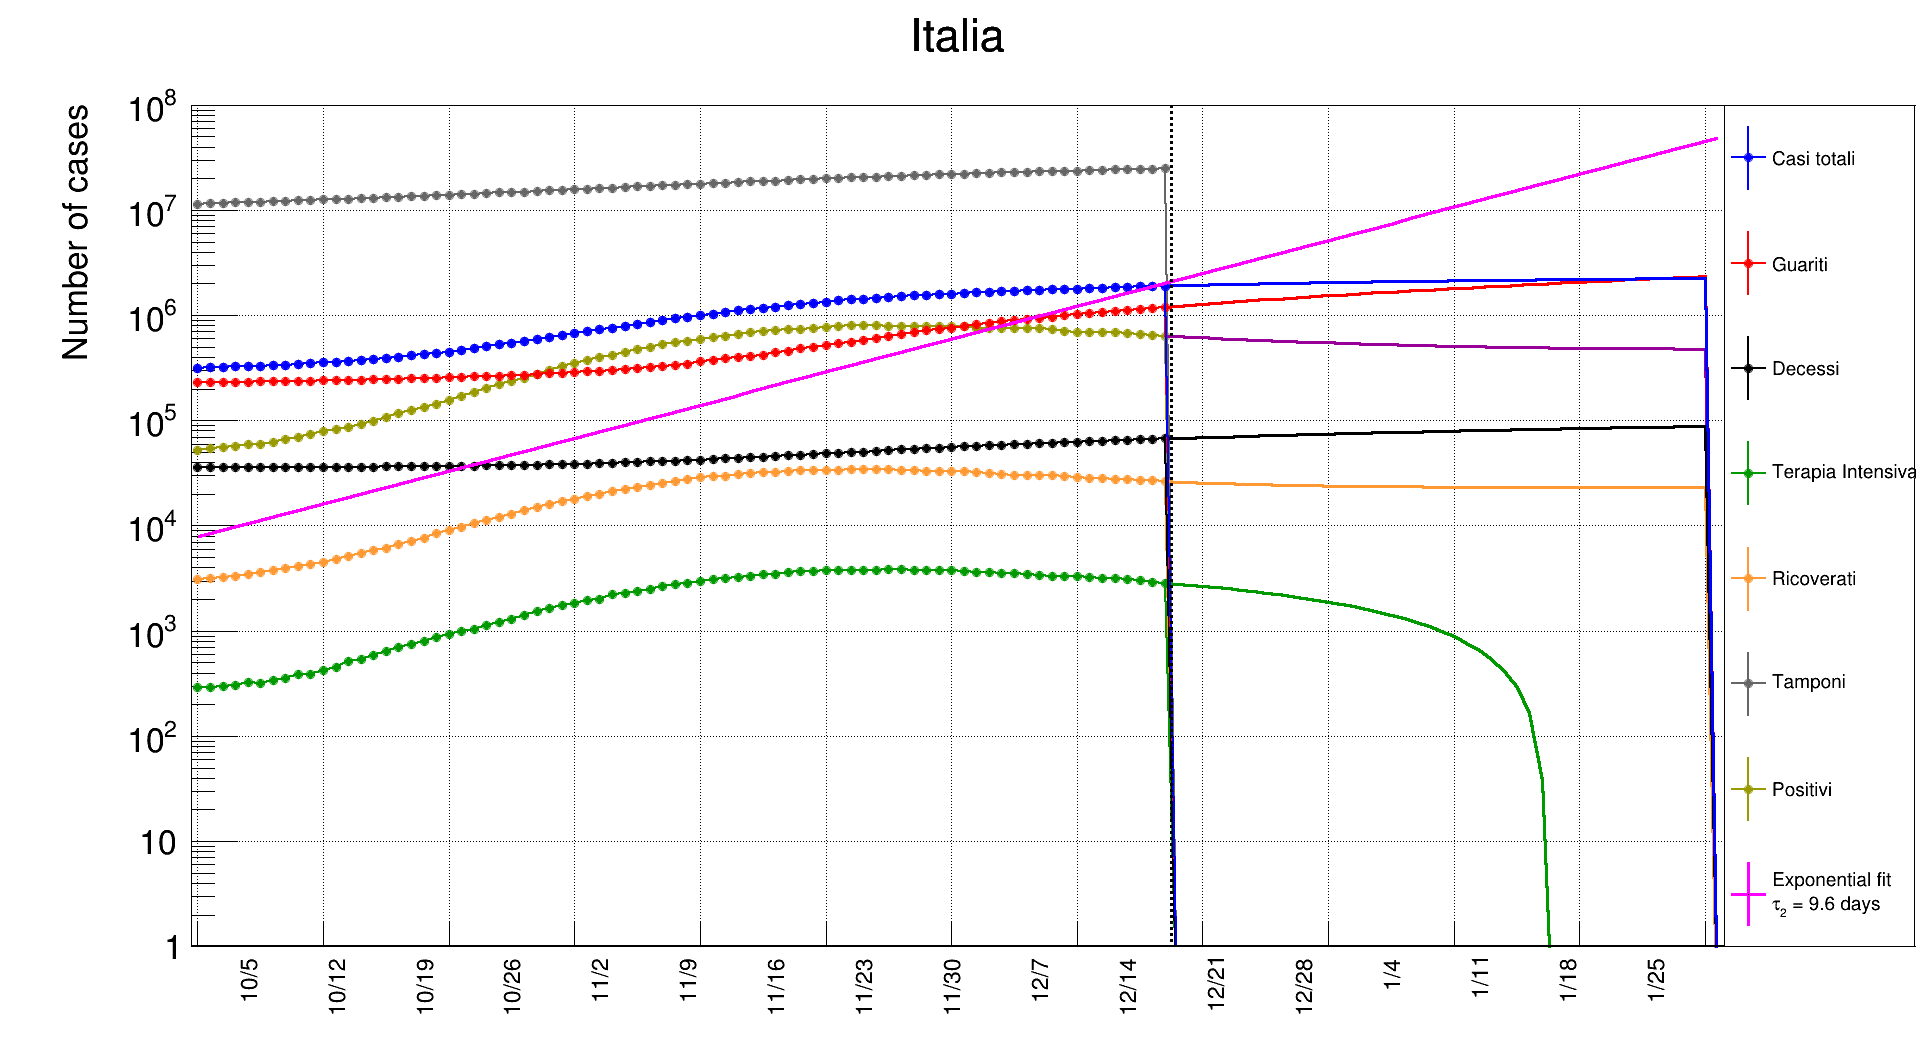 Italia
Number of cases
10^8
10^7
10^6
10^5
10^4
10^3
10^2
10
1
10/5
10/12
10/19
10/26
11/2
11/9
11/16
11/23
11/30
12/7
12/14
12/21
12/28
1/4
1/11
1/18
1/25
Casi totali
Guariti
Decessi
Terapia Intensiva
Ricoverati
Tamponi
Positivi
Exponential fit
τ_2 = 9.6 days